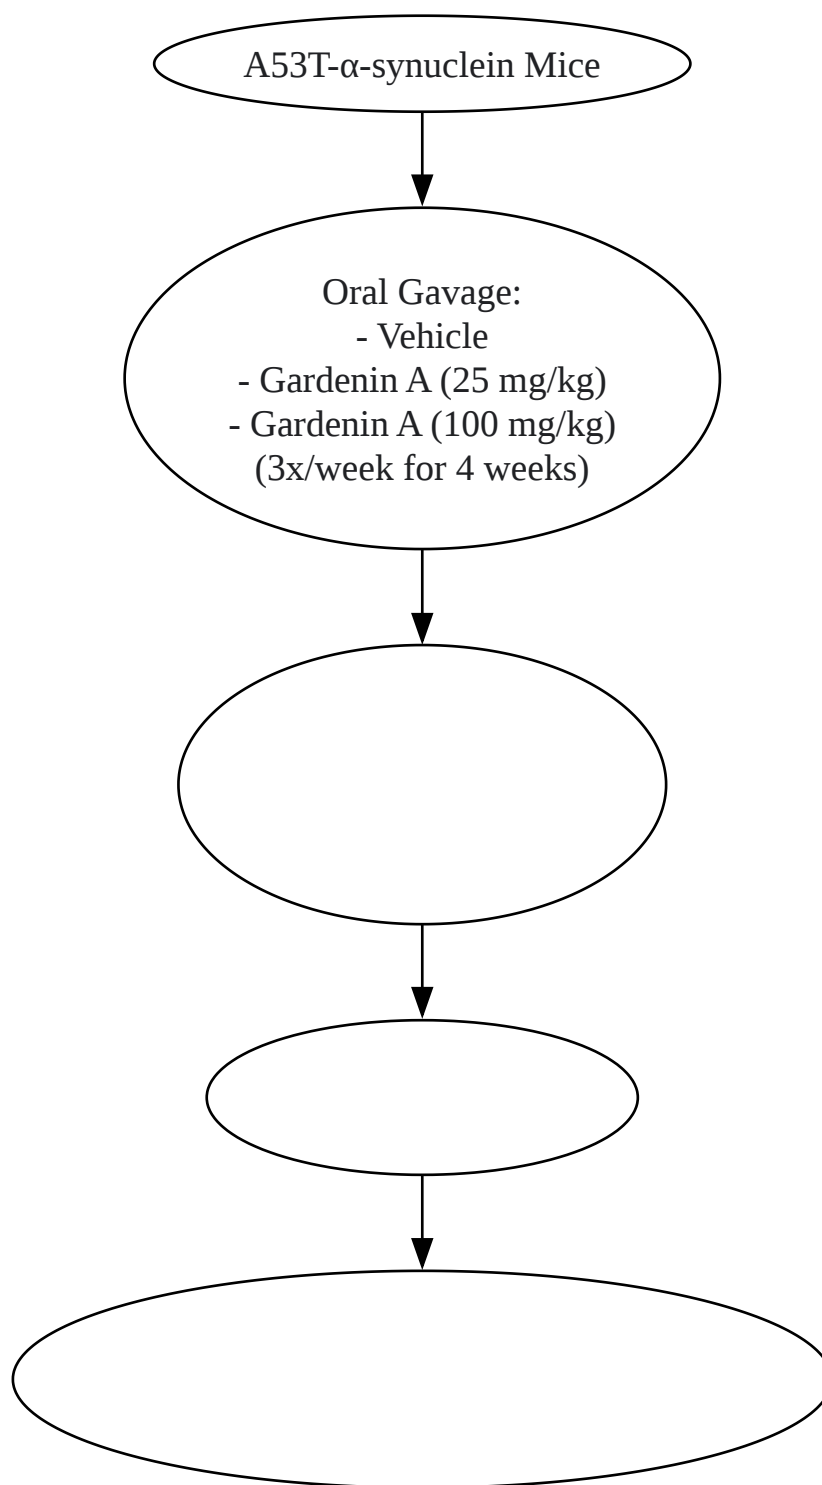 A53T-α-synuclein Mice
Oral Gavage:
- Vehicle
- Gardenin A (25 mg/kg)
- Gardenin A (100 mg/kg)
(3x/week for 4 weeks)